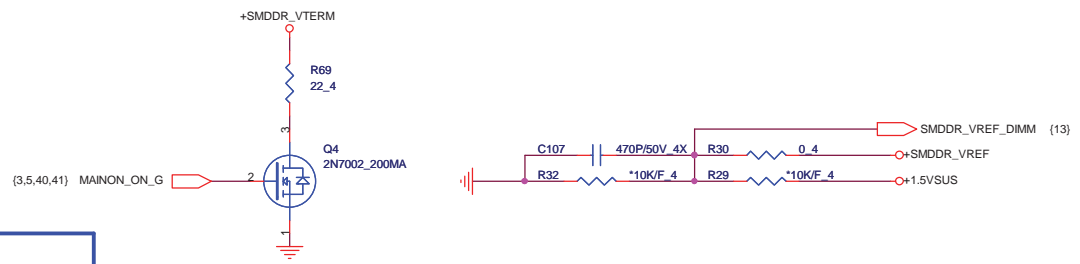 +SMDDR_VTERM
R69
22_4
3
Q4
2N7002_200MA
{3,5,40,41} MAINON_ON_G
2
1
SMDDR_VREF_DIMM {13}
C107 470P/50V_4X R30 0_4 +SMDDR_VREF
R32 *10K/F_4 R29 *10K/F_4 +1.5VSUS